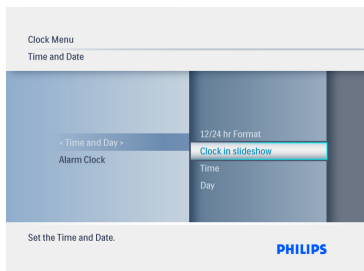 Clock Menu
Time and Date
< Time and Day >
Alarm Clock
12/24 hr Format
Clock in slideshow
Time
Day
Set the Time and Date.
PHILIPS